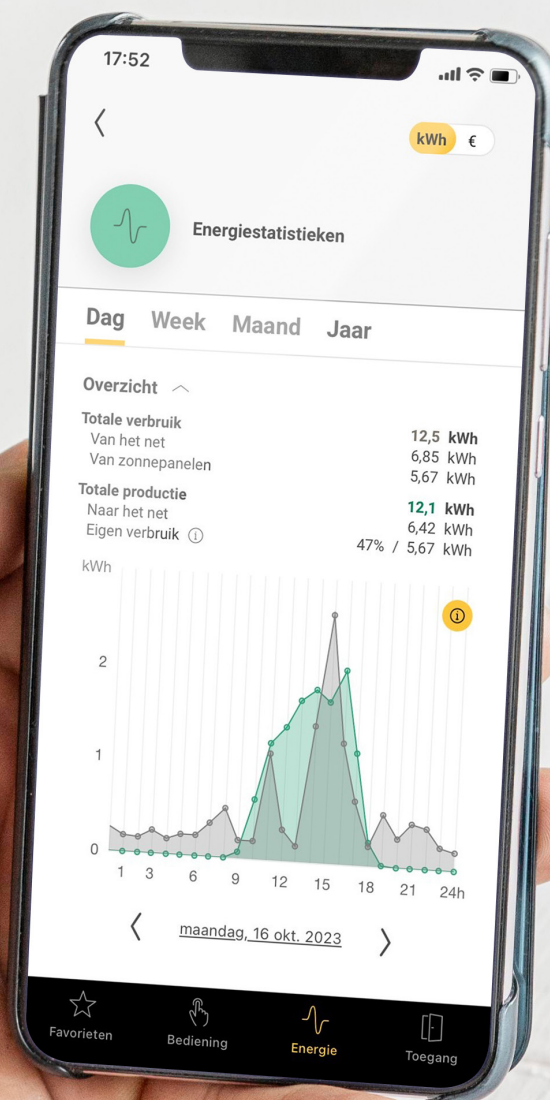 17:52
kWh €
Energiestatistieken
Dag Week Maand Jaar
Overzicht
Totale verbruik 12,5 kWh
Van het net 6,85 kWh
Van zonnepanelen 5,67 kWh
Totale productie 12,1 kWh
Naar het net 6,42 kWh
Eigen verbruik 47% / 5,67 kWh
kWh
2
1
0
1 3 6 9 12 15 18 21 24h
maandag, 16 okt. 2023
Favorieten Bediening Energie Toegang